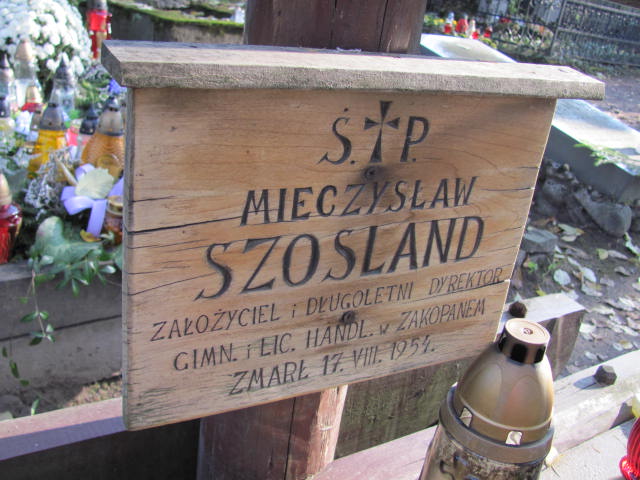 Ś. † P.
MIECZYSŁAW
SZOSLAND
ZAŁOŻYCIEL i DŁUGOLETNI DYREKTOR
GIMN. i LIC. HANDL. w ZAKOPANEM
ZMARŁ 17. VIII. 1954.